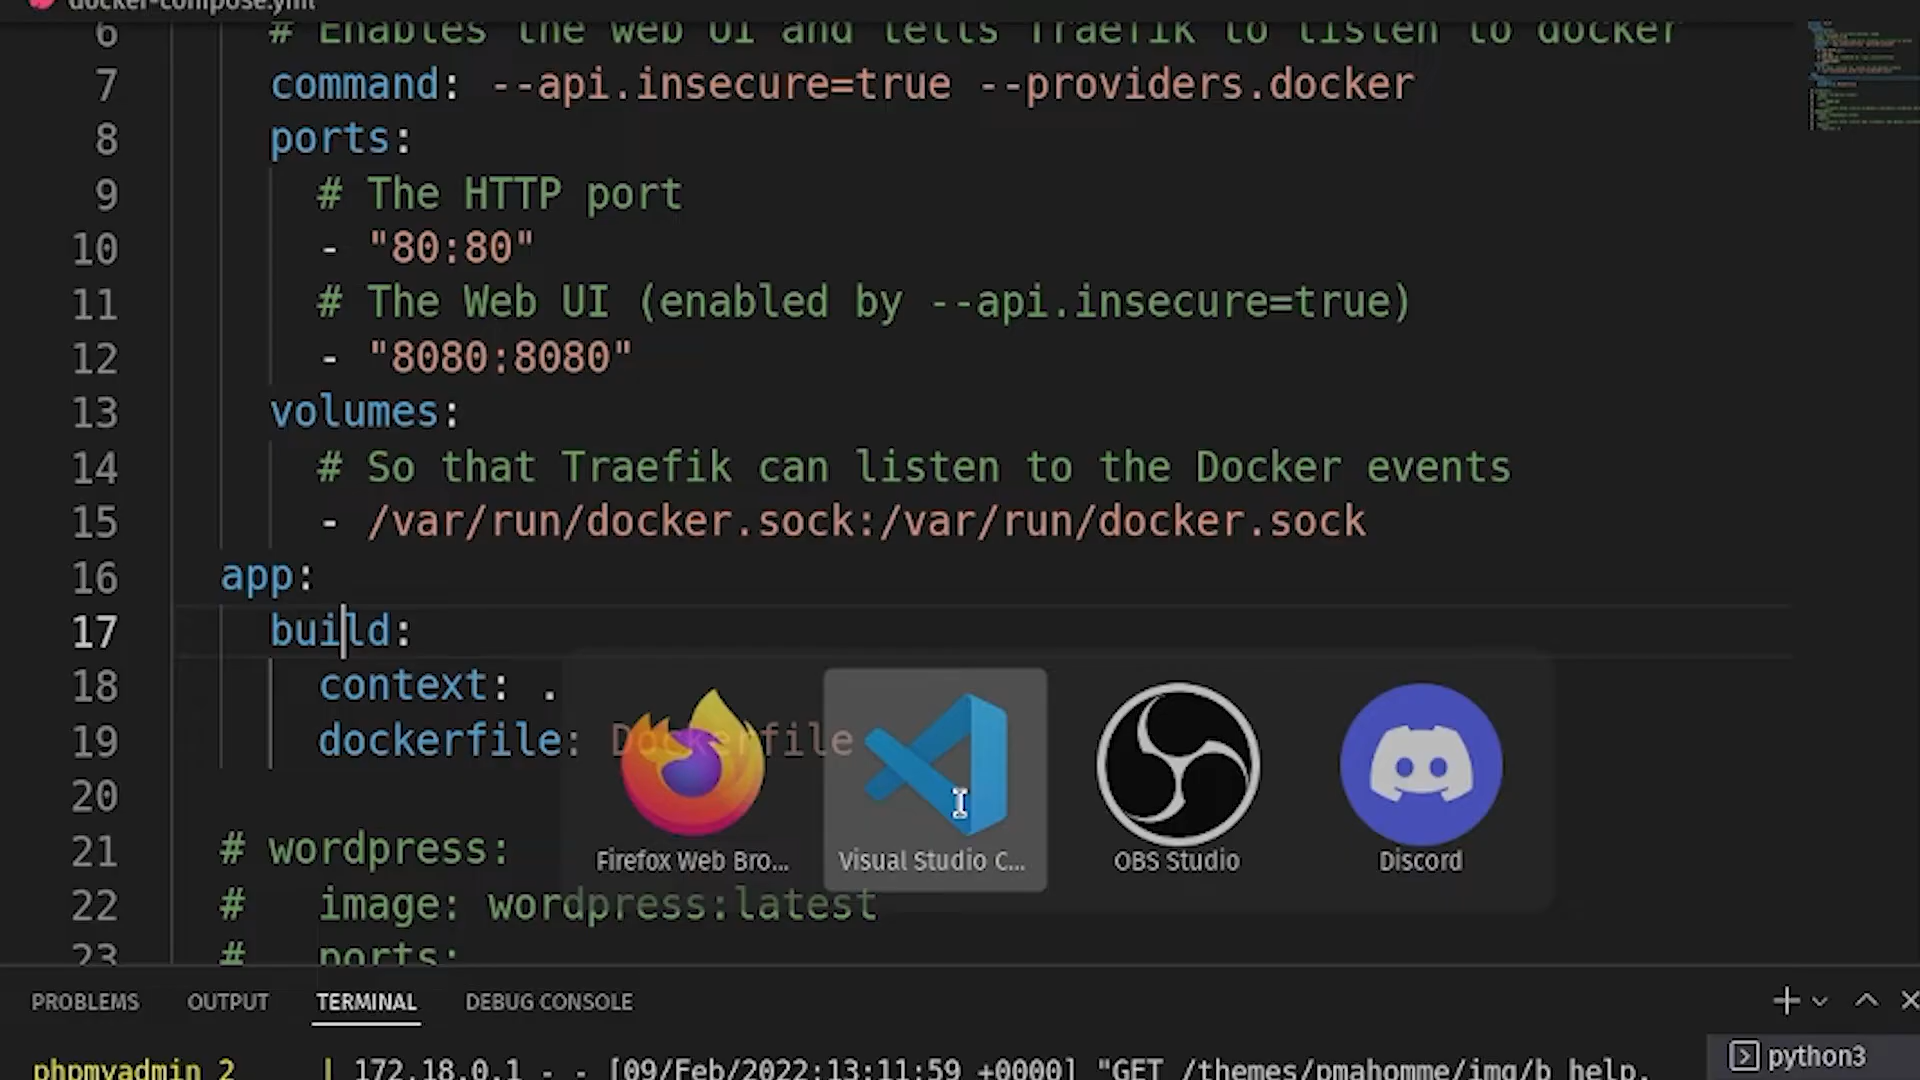 docker-compose.yml
6 # Enables the web UI and tells Traefik to listen to docker
7 command: --api.insecure=true --providers.docker
8 ports:
9 # The HTTP port
10 - "80:80"
11 # The Web UI (enabled by --api.insecure=true)
12 - "8080:8080"
13 volumes:
14 # So that Traefik can listen to the Docker events
15 - /var/run/docker.sock:/var/run/docker.sock
16 app:
17 build:
18 context: .
19 dockerfile: Dockerfile
20
21 # wordpress:
22 # image: wordpress:latest
23 # ports:
Firefox Web Bro...
Visual Studio C...
OBS Studio
Discord
PROBLEMS OUTPUT TERMINAL DEBUG CONSOLE
phpmyadmin_2 | 172.18.0.1 - - [09/Feb/2022:13:11:59 +0000] "GET /themes/pmahomme/img/b_help.
python3